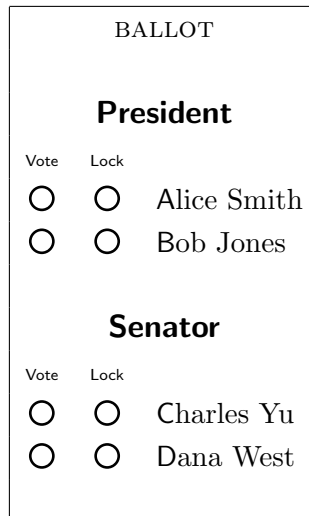 BALLOT
President
Vote Lock
Alice Smith
Bob Jones
Senator
Vote Lock
Charles Yu
Dana West